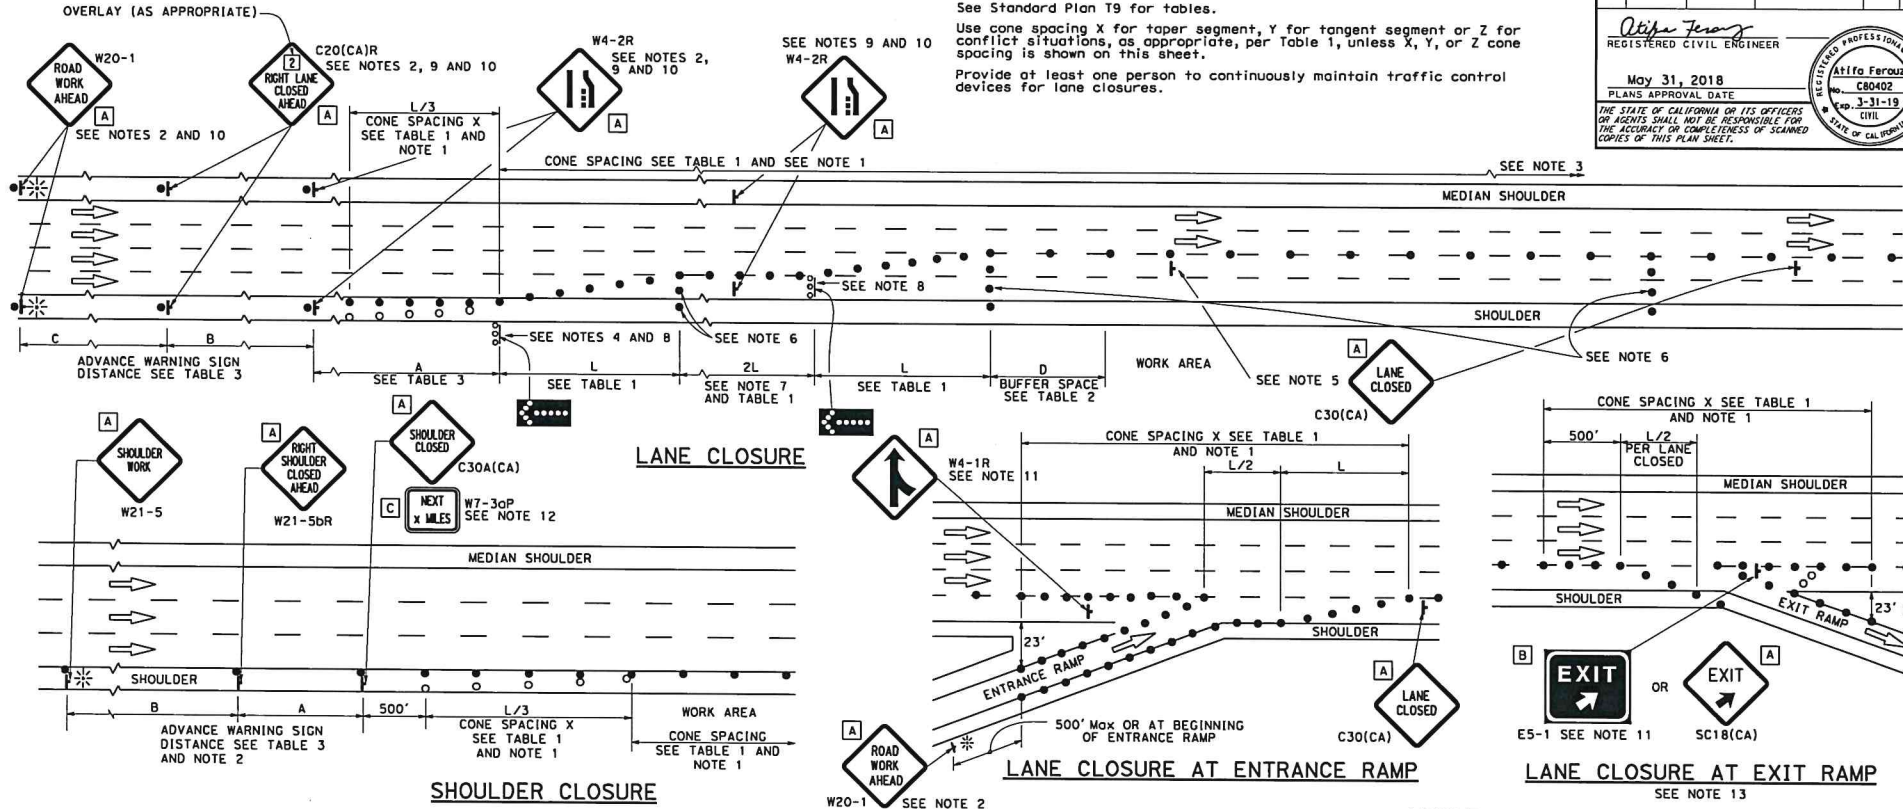 See Standard Plan T9 for tables.
Use cone spacing X for taper segment, Y for tangent segment or Z for
conflict situations, as appropriate, per Table 1, unless X, Y, or Z cone
spacing is shown on this sheet.
Provide at least one person to continuously maintain traffic control
devices for lane closures.
REGISTERED CIVIL ENGINEER
May 31, 2018
PLANS APPROVAL DATE
THE STATE OF CALIFORNIA OR ITS OFFICERS
OR AGENTS SHALL NOT BE RESPONSIBLE FOR
THE ACCURACY OR COMPLETENESS OF SCANNED
COPIES OF THIS PLAN SHEET.
REGISTERED PROFESSIONAL
Atifa Ferouz
No. C80402
Exp. 3-31-19
CIVIL
STATE OF CALIFORNIA
OVERLAY (AS APPROPRIATE)
ROAD
WORK
AHEAD
W20-1
A
SEE NOTES 2 AND 10
1
2
RIGHT LANE
CLOSED
AHEAD
C20(CA)R
SEE NOTES 2, 9 AND 10
A
L/3
CONE SPACING X
SEE TABLE 1 AND
NOTE 1
W4-2R
SEE NOTES 2,
9 AND 10
A
SEE NOTES 9 AND 10
W4-2R
A
CONE SPACING SEE TABLE 1 AND SEE NOTE 1
SEE NOTE 3
MEDIAN SHOULDER
SHOULDER
C
B
ADVANCE WARNING SIGN
DISTANCE SEE TABLE 3
A
SEE TABLE 3
SEE NOTES 4 AND 8
L
SEE TABLE 1
SEE NOTE 6
2L
SEE NOTE 7
AND TABLE 1
SEE NOTE 8
L
SEE TABLE 1
D
BUFFER SPACE
SEE TABLE 2
WORK AREA
SEE NOTE 5
A
LANE
CLOSED
C30(CA)
SEE NOTE 6
LANE CLOSURE
A
SHOULDER
WORK
W21-5
A
RIGHT
SHOULDER
CLOSED
AHEAD
W21-5bR
A
SHOULDER
CLOSED
C30A(CA)
C
NEXT
X MILES
W7-3aP
SEE NOTE 12
MEDIAN SHOULDER
SHOULDER
B
A
500'
L/3
WORK AREA
ADVANCE WARNING SIGN
DISTANCE SEE TABLE 3
AND NOTE 2
CONE SPACING X
SEE TABLE 1
AND NOTE 1
CONE SPACING
SEE TABLE 1 AND
NOTE 1
SHOULDER CLOSURE
A
W4-1R
SEE NOTE 11
CONE SPACING X SEE TABLE 1
AND NOTE 1
L/2
L
MEDIAN SHOULDER
23'
ENTRANCE RAMP
SHOULDER
A
ROAD
WORK
AHEAD
W20-1
SEE NOTE 2
500' Max OR AT BEGINNING
OF ENTRANCE RAMP
A
LANE
CLOSED
C30(CA)
LANE CLOSURE AT ENTRANCE RAMP
CONE SPACING X SEE TABLE 1
AND NOTE 1
500'
L/2
PER LANE
CLOSED
MEDIAN SHOULDER
SHOULDER
EXIT RAMP
23'
B
EXIT
E5-1 SEE NOTE 11
OR
A
EXIT
SC18(CA)
LANE CLOSURE AT EXIT RAMP
SEE NOTE 13